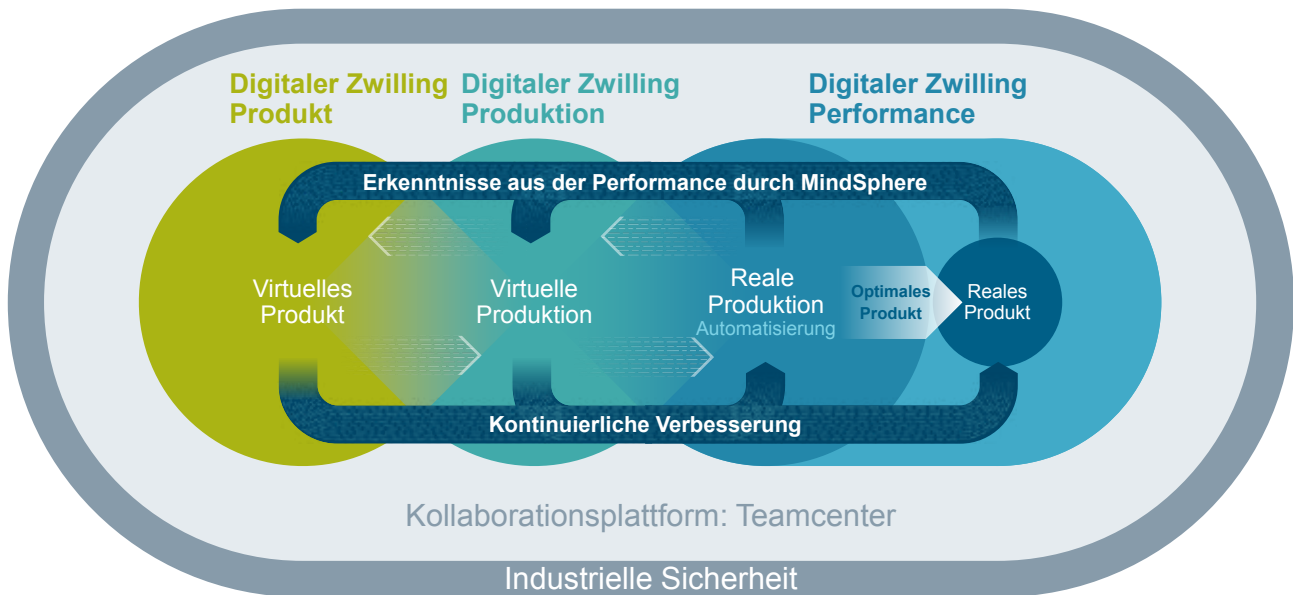 Digitaler Zwilling
Produkt
Digitaler Zwilling
Produktion
Digitaler Zwilling
Performance
Erkenntnisse aus der Performance durch MindSphere
Virtuelles
Produkt
Virtuelle
Produktion
Reale
Produktion
Automatisierung
Optimales
Produkt
Reales
Produkt
Kontinuierliche Verbesserung
Kollaborationsplattform: Teamcenter
Industrielle Sicherheit